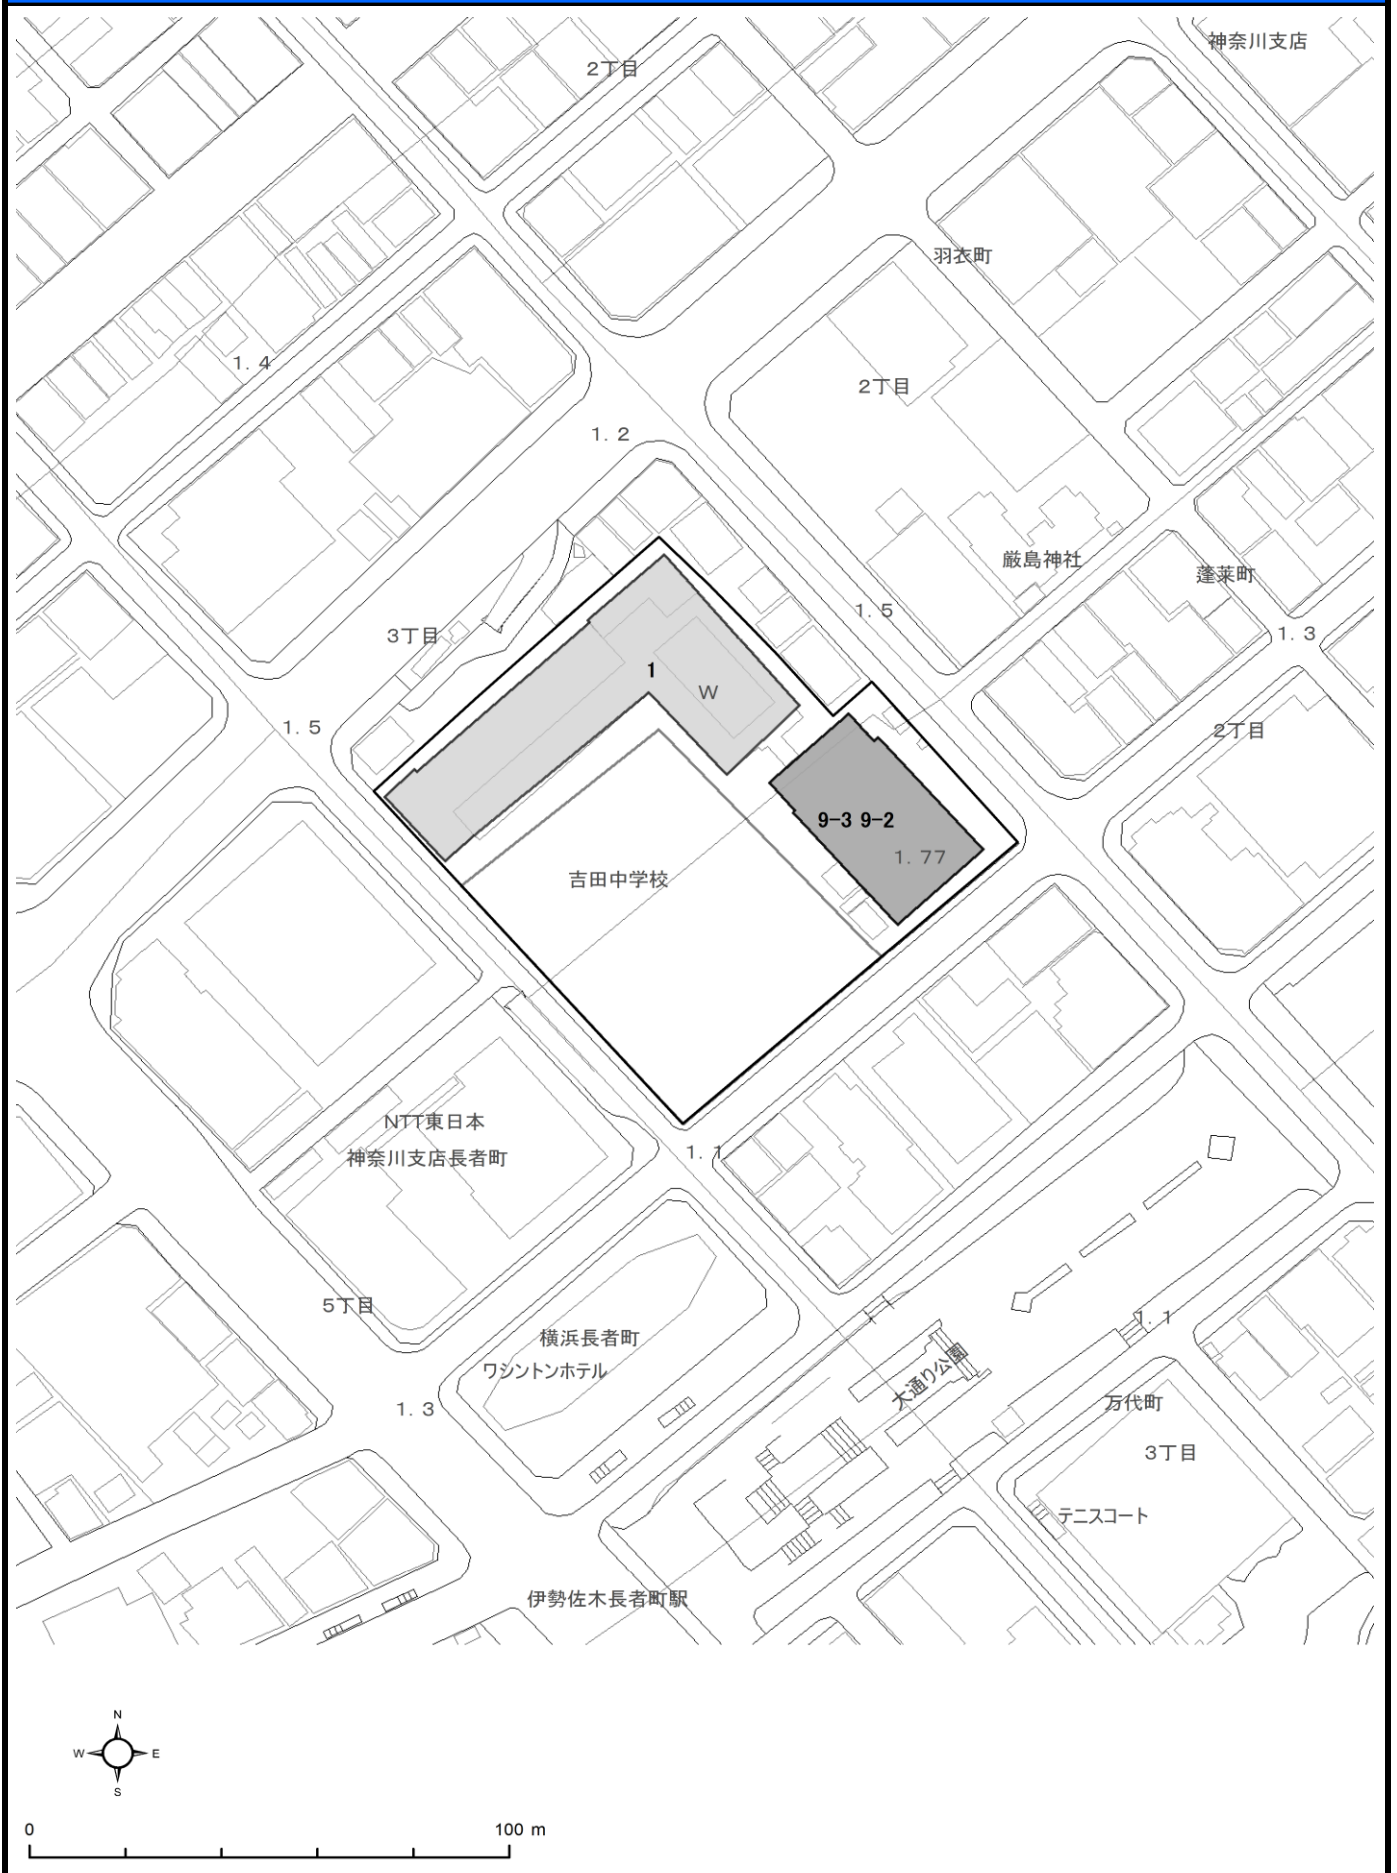 神奈川支店
2丁目
羽衣町
1.4
2丁目
1.2
厳島神社
蓬莱町
1.5
3丁目
1.3
1
W
1.5
2丁目
9-3 9-2
1.77
吉田中学校
NTT東日本
神奈川支店長者町
1.1
5丁目
1.1
横浜長者町
ワシントンホテル
大通り公園
1.3
万代町
3丁目
テニスコート
伊勢佐木長者町駅
N
W E
S
0 100 m